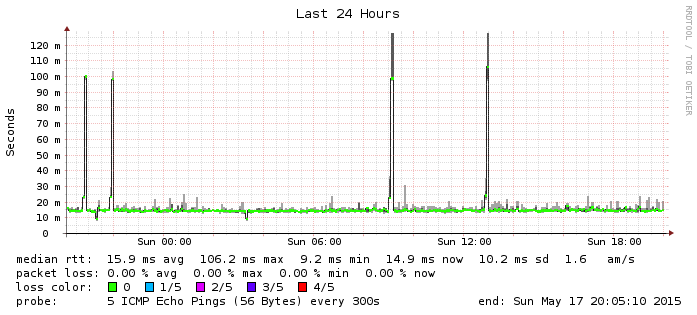 Last 24 Hours
RRDTOOL / TOBI OETIKER
Seconds
120 m
110 m
100 m
90 m
80 m
70 m
60 m
50 m
40 m
30 m
20 m
10 m
0
Sun 00:00 Sun 06:00 Sun 12:00 Sun 18:00
median rtt: 15.9 ms avg 106.2 ms max 9.2 ms min 14.9 ms now 10.2 ms sd 1.6 am/s
packet loss: 0.00 % avg 0.00 % max 0.00 % min 0.00 % now
loss color: 0 1/5 2/5 3/5 4/5
probe: 5 ICMP Echo Pings (56 Bytes) every 300s end: Sun May 17 20:05:10 2015